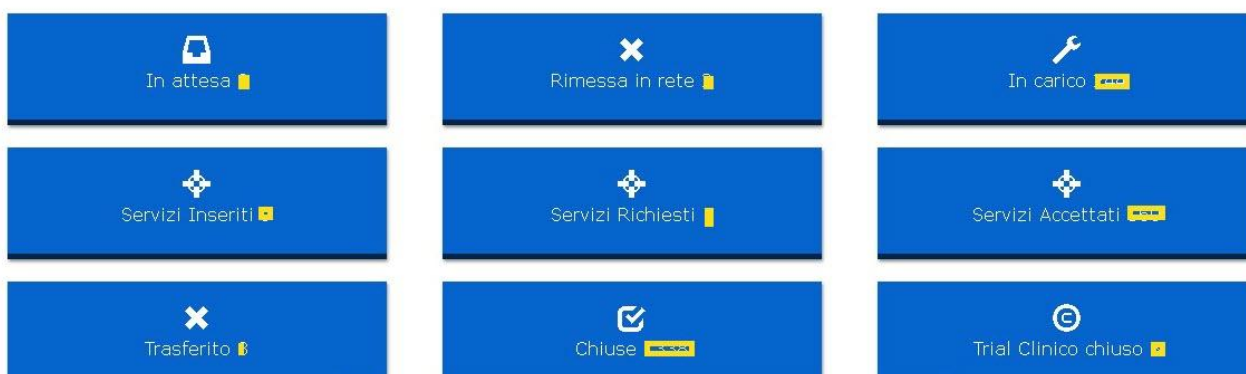 In attesa
Rimessa in rete
In carico
Servizi Inseriti
Servizi Richiesti
Servizi Accettati
Trasferito
Chiuse
Trial Clinico chiuso